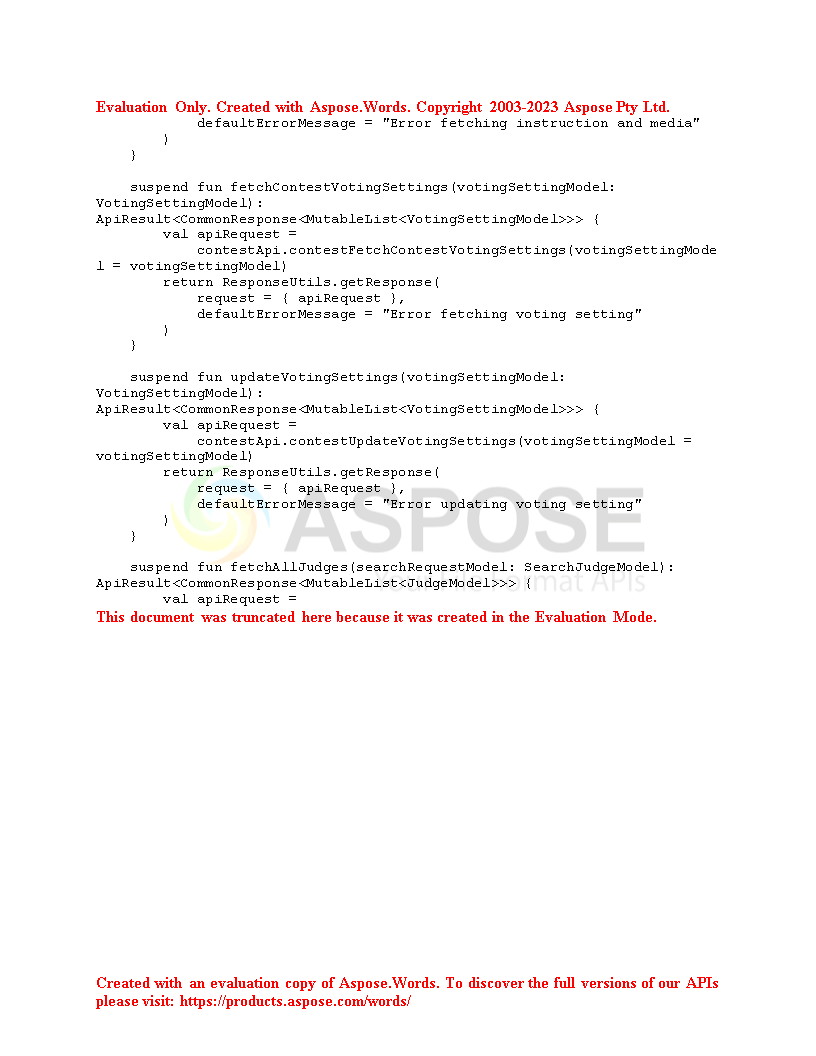 Evaluation Only. Created with Aspose.Words. Copyright 2003-2023 Aspose Pty Ltd.
            defaultErrorMessage = "Error fetching instruction and media"
        )
    }

    suspend fun fetchContestVotingSettings(votingSettingModel:
VotingSettingModel):
ApiResult<CommonResponse<MutableList<VotingSettingModel>>> {
        val apiRequest =
            contestApi.contestFetchContestVotingSettings(votingSettingMode
l = votingSettingModel)
        return ResponseUtils.getResponse(
            request = { apiRequest },
            defaultErrorMessage = "Error fetching voting setting"
        )
    }

    suspend fun updateVotingSettings(votingSettingModel:
VotingSettingModel):
ApiResult<CommonResponse<MutableList<VotingSettingModel>>> {
        val apiRequest =
            contestApi.contestUpdateVotingSettings(votingSettingModel =
votingSettingModel)
        return ResponseUtils.getResponse(
            request = { apiRequest },
            defaultErrorMessage = "Error updating voting setting"
        )
    }

    suspend fun fetchAllJudges(searchRequestModel: SearchJudgeModel):
ApiResult<CommonResponse<MutableList<JudgeModel>>> {
        val apiRequest =
This document was truncated here because it was created in the Evaluation Mode.
ASPOSE
APIs
Created with an evaluation copy of Aspose.Words. To discover the full versions of our APIs
please visit: https://products.aspose.com/words/